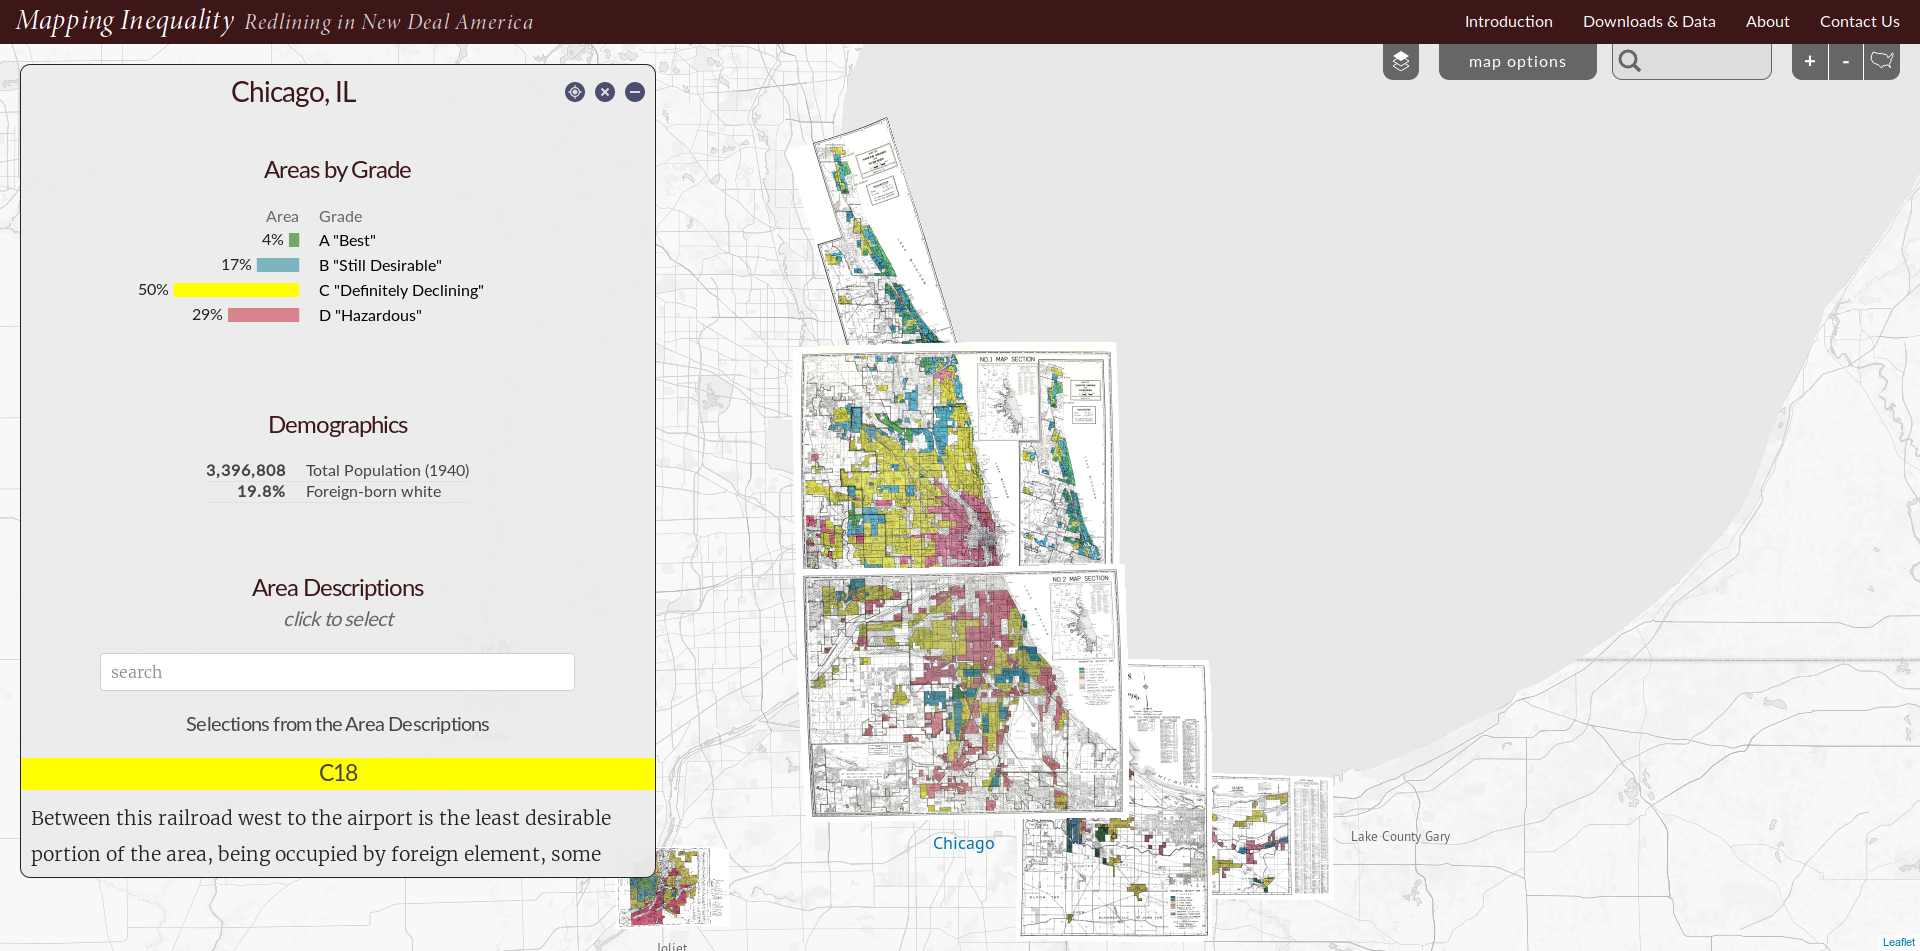 Mapping Inequality Redlining in New Deal America
Introduction
Downloads & Data
About
Contact Us
map options
+
-
Chicago, IL
Areas by Grade
Area Grade
4% A "Best"
17% B "Still Desirable"
50% C "Definitely Declining"
29% D "Hazardous"
Demographics
3,396,808 Total Population (1940)
19.8% Foreign-born white
Area Descriptions
click to select
search
Selections from the Area Descriptions
C18
Between this railroad west to the airport is the least desirable
portion of the area, being occupied by foreign element, some
NO.1 MAP SECTION
NO.2 MAP SECTION
GARY
Chicago
Lake County Gary
Joliet
Leaflet